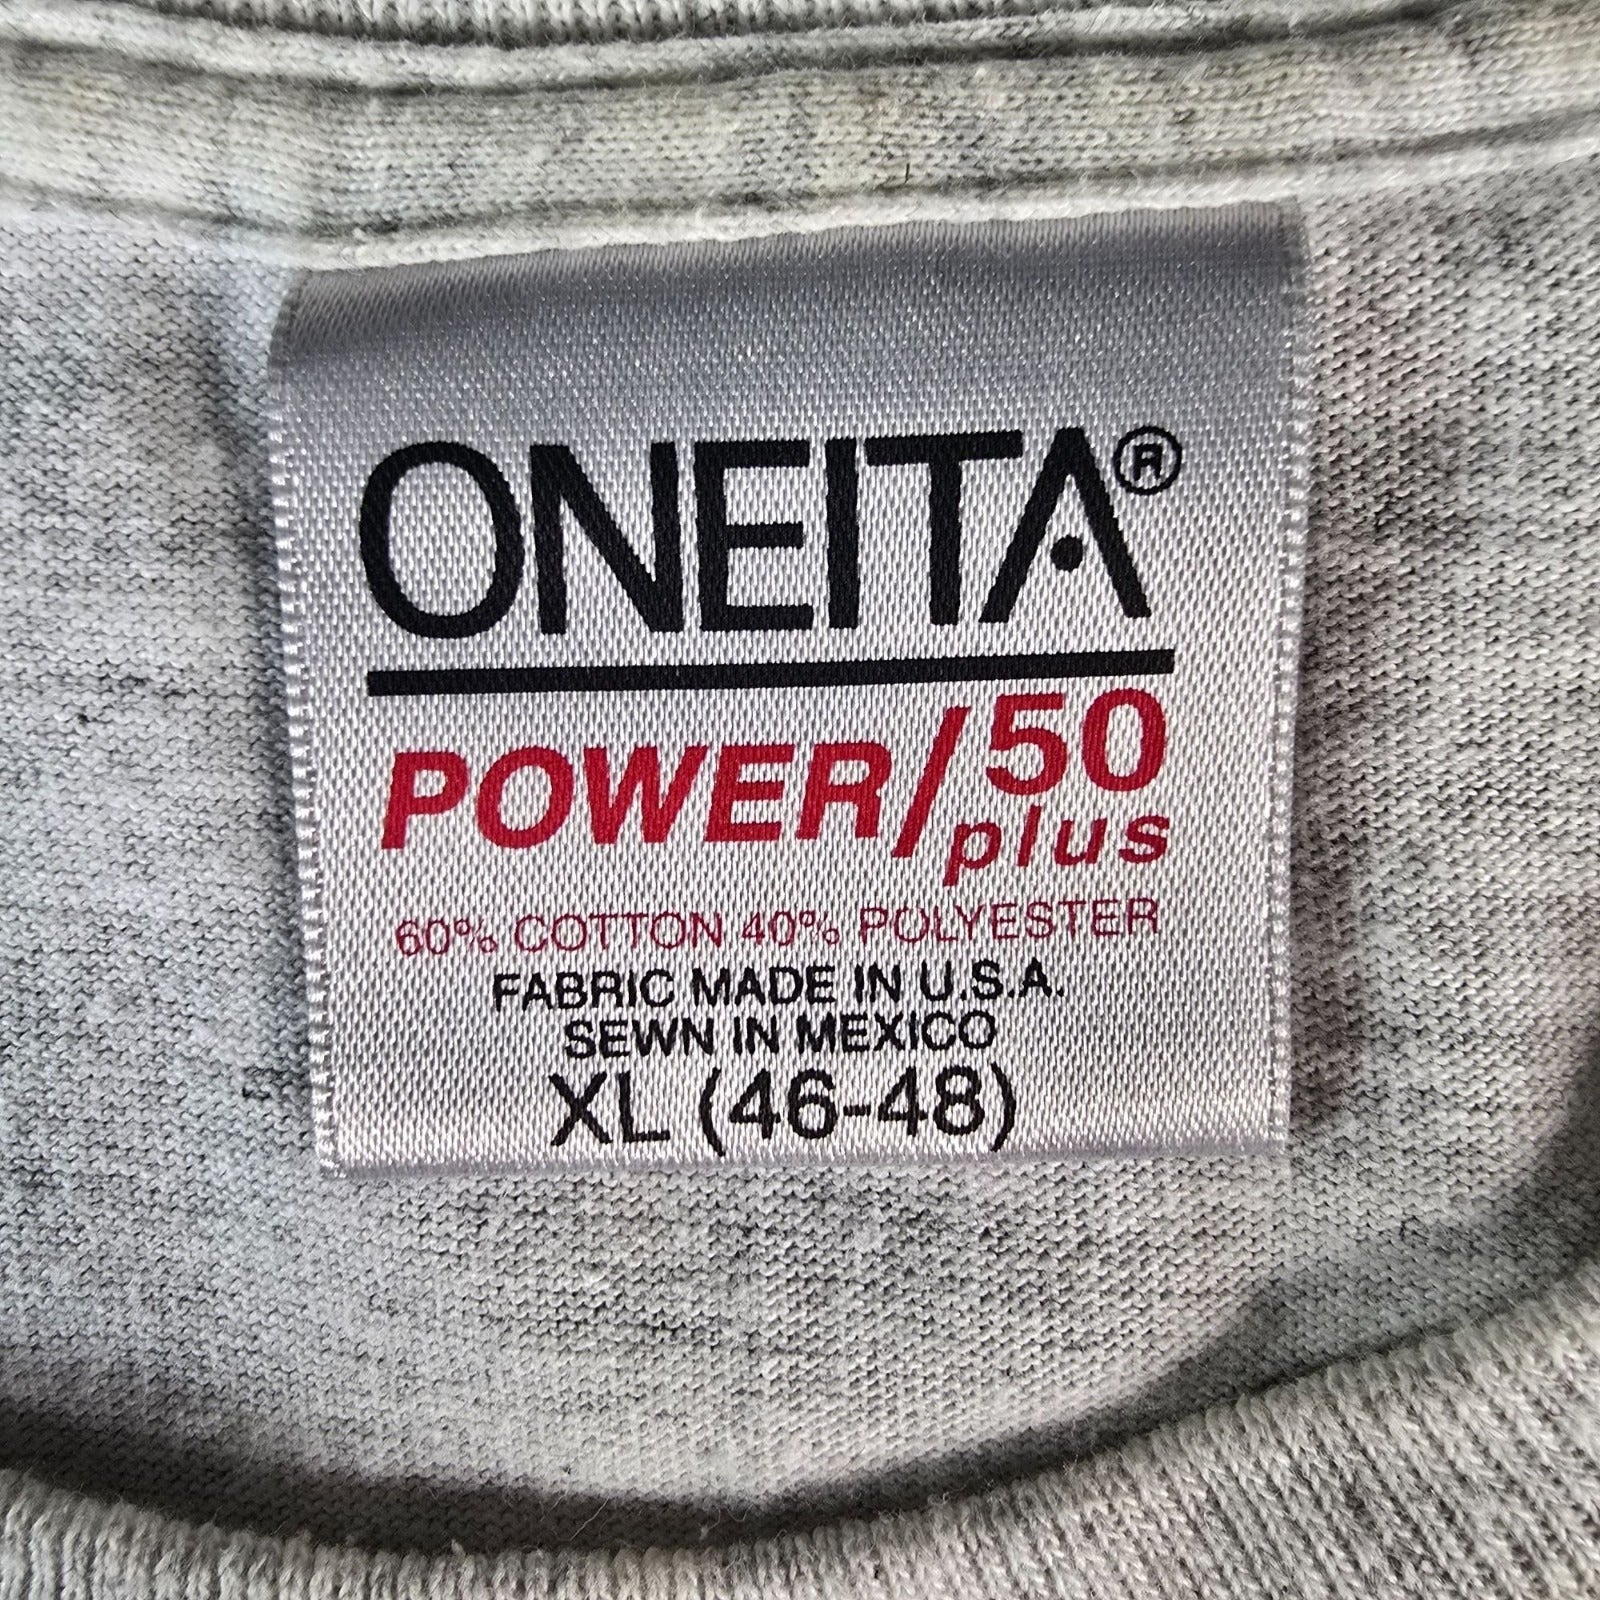 ONEITA®
POWER/50
plus
60% COTTON 40% POLYESTER
FABRIC MADE IN U.S.A.
SEWN IN MEXICO
XL (46-48)